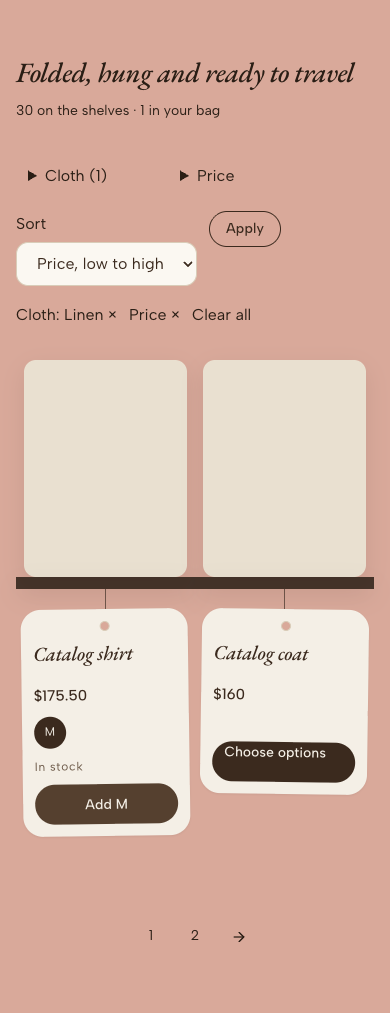 Folded, hung and ready to travel
30 on the shelves · 1 in your bag
Cloth (1)
Price
Sort
Apply
Price, low to high
Cloth: Linen × Price × Clear all
Catalog shirt
$175.50
M
In stock
Add M
Catalog coat
$160
Choose options
1 2 →